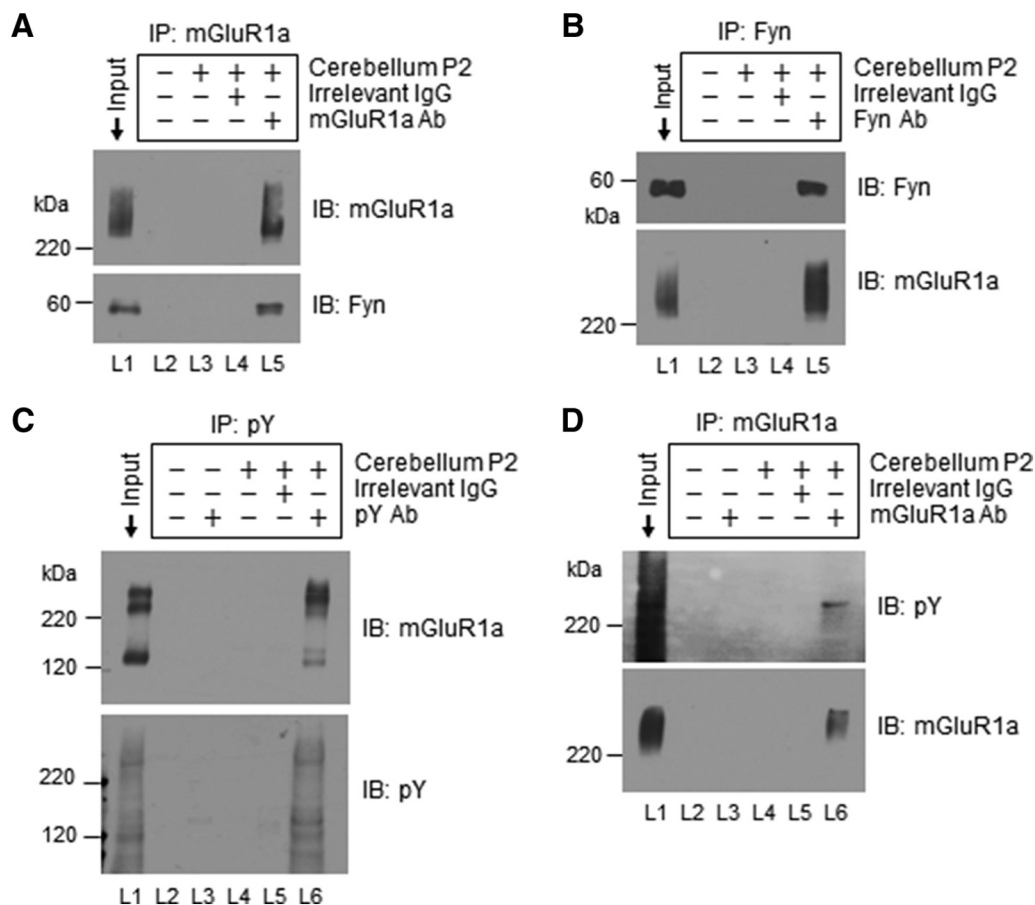 A
IP: mGluR1a
Input
– + + + Cerebellum P2
– – + – Irrelevant IgG
– – – + mGluR1a Ab
kDa
220
IB: mGluR1a
60
IB: Fyn
L1 L2 L3 L4 L5
B
IP: Fyn
Input
– + + + Cerebellum P2
– – + – Irrelevant IgG
– – – + Fyn Ab
60
IB: Fyn
kDa
IB: mGluR1a
220
L1 L2 L3 L4 L5
C
IP: pY
Input
– – + + + Cerebellum P2
– – – + – Irrelevant IgG
– + – – + pY Ab
kDa
220
IB: mGluR1a
120
220
IB: pY
120
L1 L2 L3 L4 L5 L6
D
IP: mGluR1a
Input
– – + + + Cerebellum P2
– – – + – Irrelevant IgG
– + – – + mGluR1a Ab
kDa
IB: pY
220
IB: mGluR1a
220
L1 L2 L3 L4 L5 L6